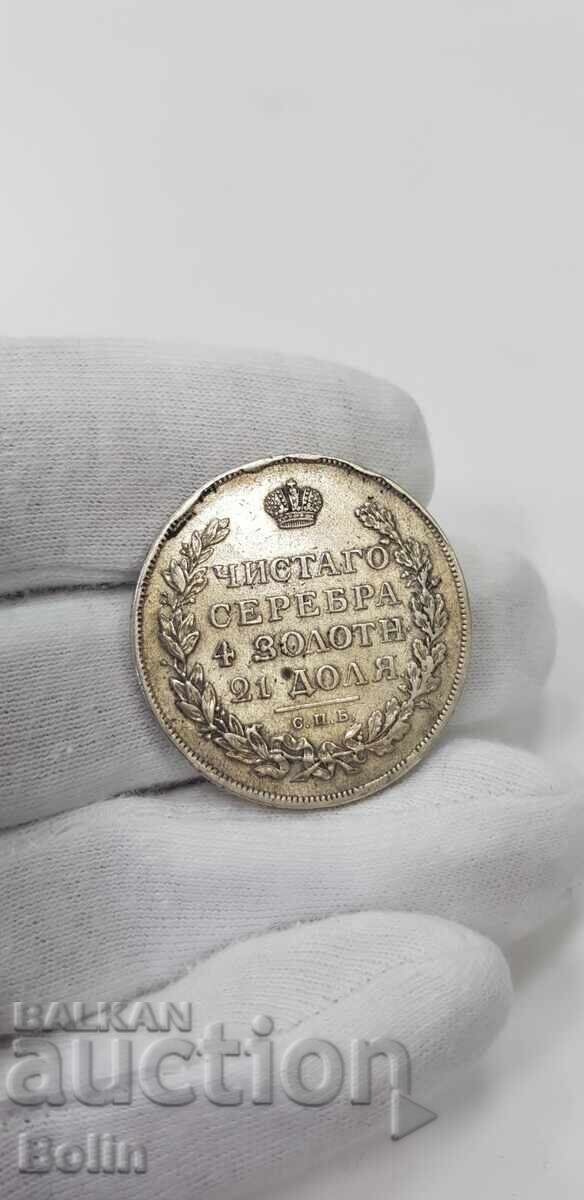 ЧИСТАГО
СЕРЕБРА
4 ЗОЛОТН
21 ДОЛЯ
С.П.Б.
BALKAN
auction
Bolin